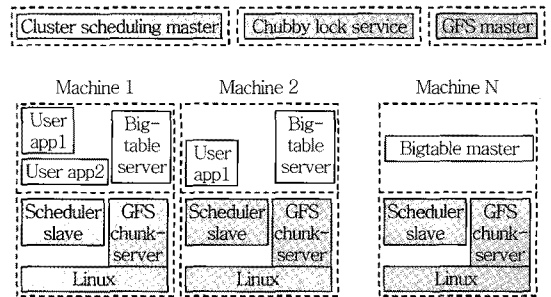 Cluster scheduling master
Chubby lock service
GFS master
Machine 1
Machine 2
Machine N
User
app1
User app2
Big-
table
server
User
app1
Big-
table
server
Bigtable master
Scheduler
slave
GFS
chunk-
server
Linux
Scheduler
slave
GFS
chunk-
server
Linux
Scheduler
slave
GFS
chunk-
server
Linux